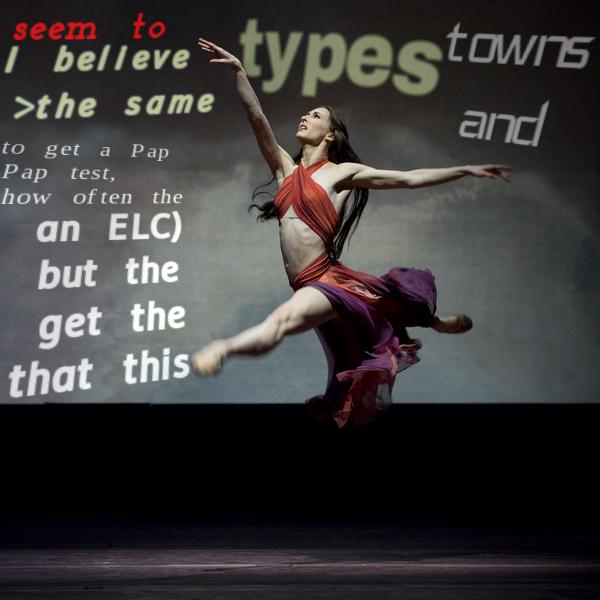 seem to
I believe
>the same
to get a Pap
Pap test,
how often the
an ELC)
but the
get the
that this
types
towns
and